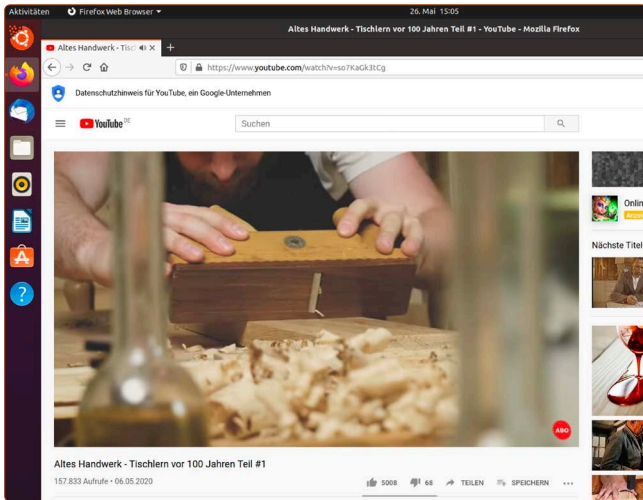 Aktivitäten Firefox Web Browser 26. Mai 15:05
Altes Handwerk - Tischlern vor 100 Jahren Teil #1 - YouTube - Mozilla Firefox
Altes Handwerk - Tisc
https://www.youtube.com/watch?v=so7KaGk3tCg
Datenschutzhinweis für YouTube, ein Google-Unternehmen
YouTube DE Suchen
Onlin
Nächste Titel
ABO
Altes Handwerk - Tischlern vor 100 Jahren Teil #1
157.833 Aufrufe • 06.05.2020 5008 68 TEILEN SPEICHERN